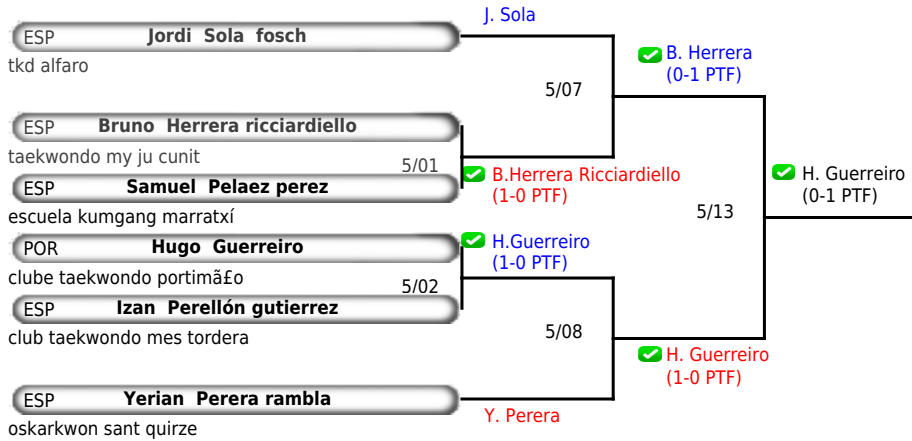 J. Sola
ESP Jordi Sola fosch
tkd alfaro
B. Herrera
(0-1 PTF)
5/07
ESP Bruno Herrera ricciardiello
taekwondo my ju cunit
5/01
B.Herrera Ricciardiello
(1-0 PTF)
H. Guerreiro
(0-1 PTF)
ESP Samuel Pelaez perez
escuela kumgang marratxí
5/13
POR Hugo Guerreiro
H.Guerreiro
(1-0 PTF)
clube taekwondo portimã£o
5/02
ESP Izan Perellón gutierrez
club taekwondo mes tordera
5/08
H. Guerreiro
(1-0 PTF)
ESP Yerian Perera rambla
Y. Perera
oskarkwon sant quirze